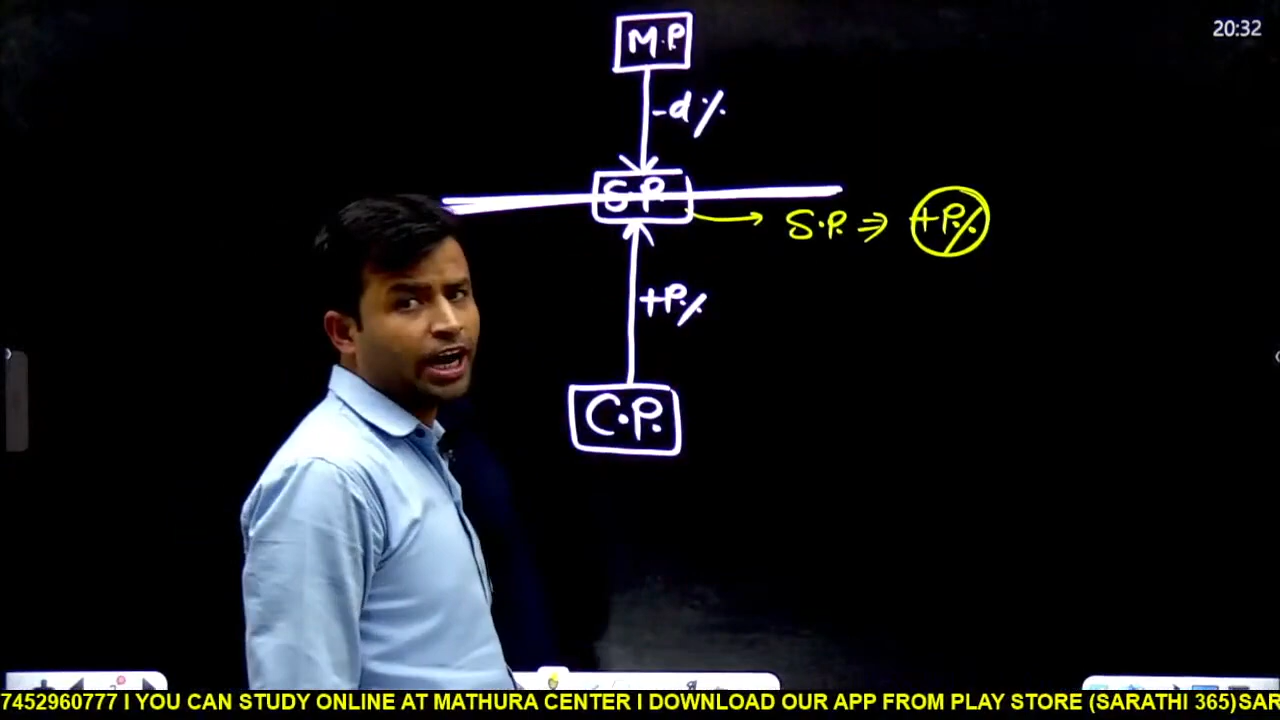 20:32
M.P
-d%
S.P.
S.P. ⇒ +P%
+P%
C.P.
7452960777 I YOU CAN STUDY ONLINE AT MATHURA CENTER I DOWNLOAD OUR APP FROM PLAY STORE (SARATHI 365)SAR